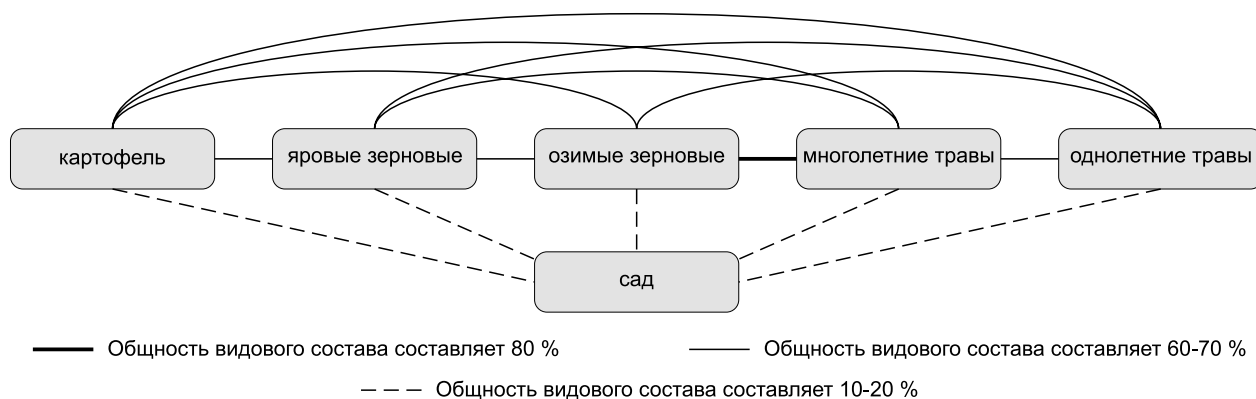 картофель
яровые зерновые
озимые зерновые
многолетние травы
однолетние травы
сад
Общность видового состава составляет 80 %
Общность видового состава составляет 60-70 %
Общность видового состава составляет 10-20 %